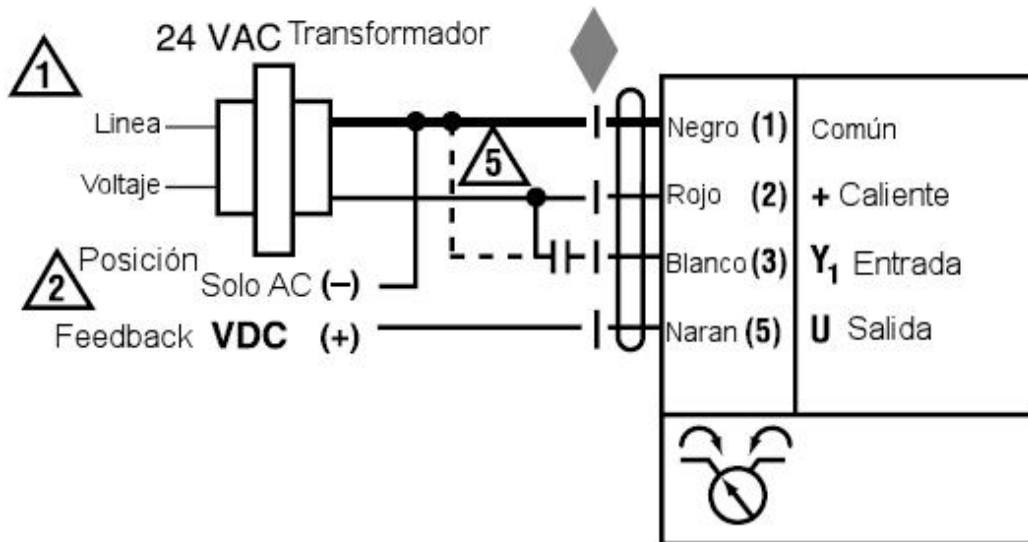 24 VAC Transformador
1
Linea
Voltaje
5
2 Posición
Solo AC (–)
Feedback VDC (+)
Negro (1) Común
Rojo (2) + Caliente
Blanco (3) Y₁ Entrada
Naran (5) U Salida